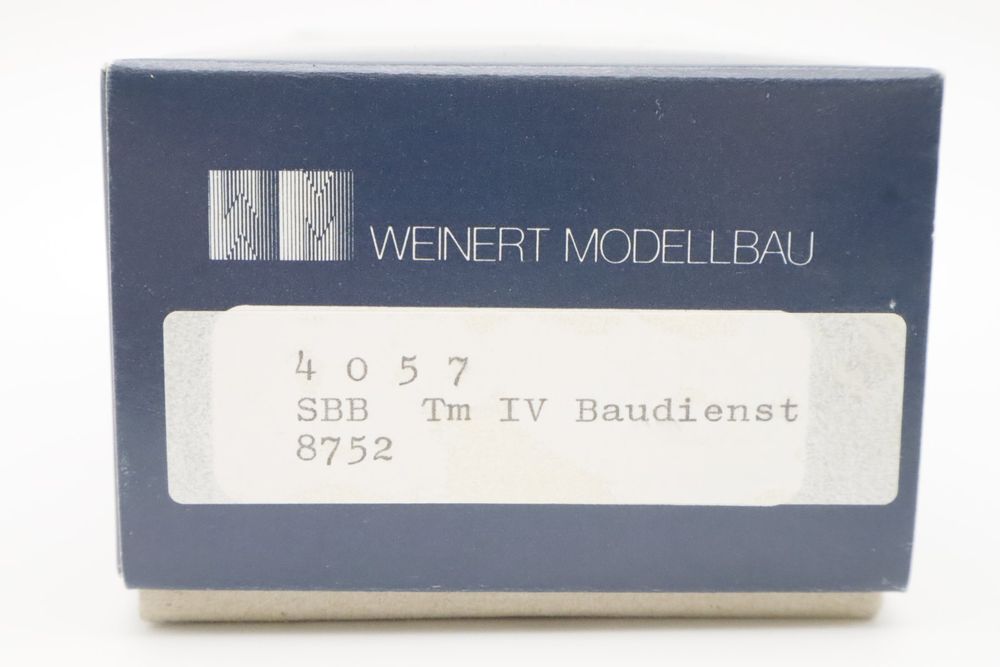 WEINERT MODELLBAU
4 0 5 7
SBB Tm IV Baudienst
8752